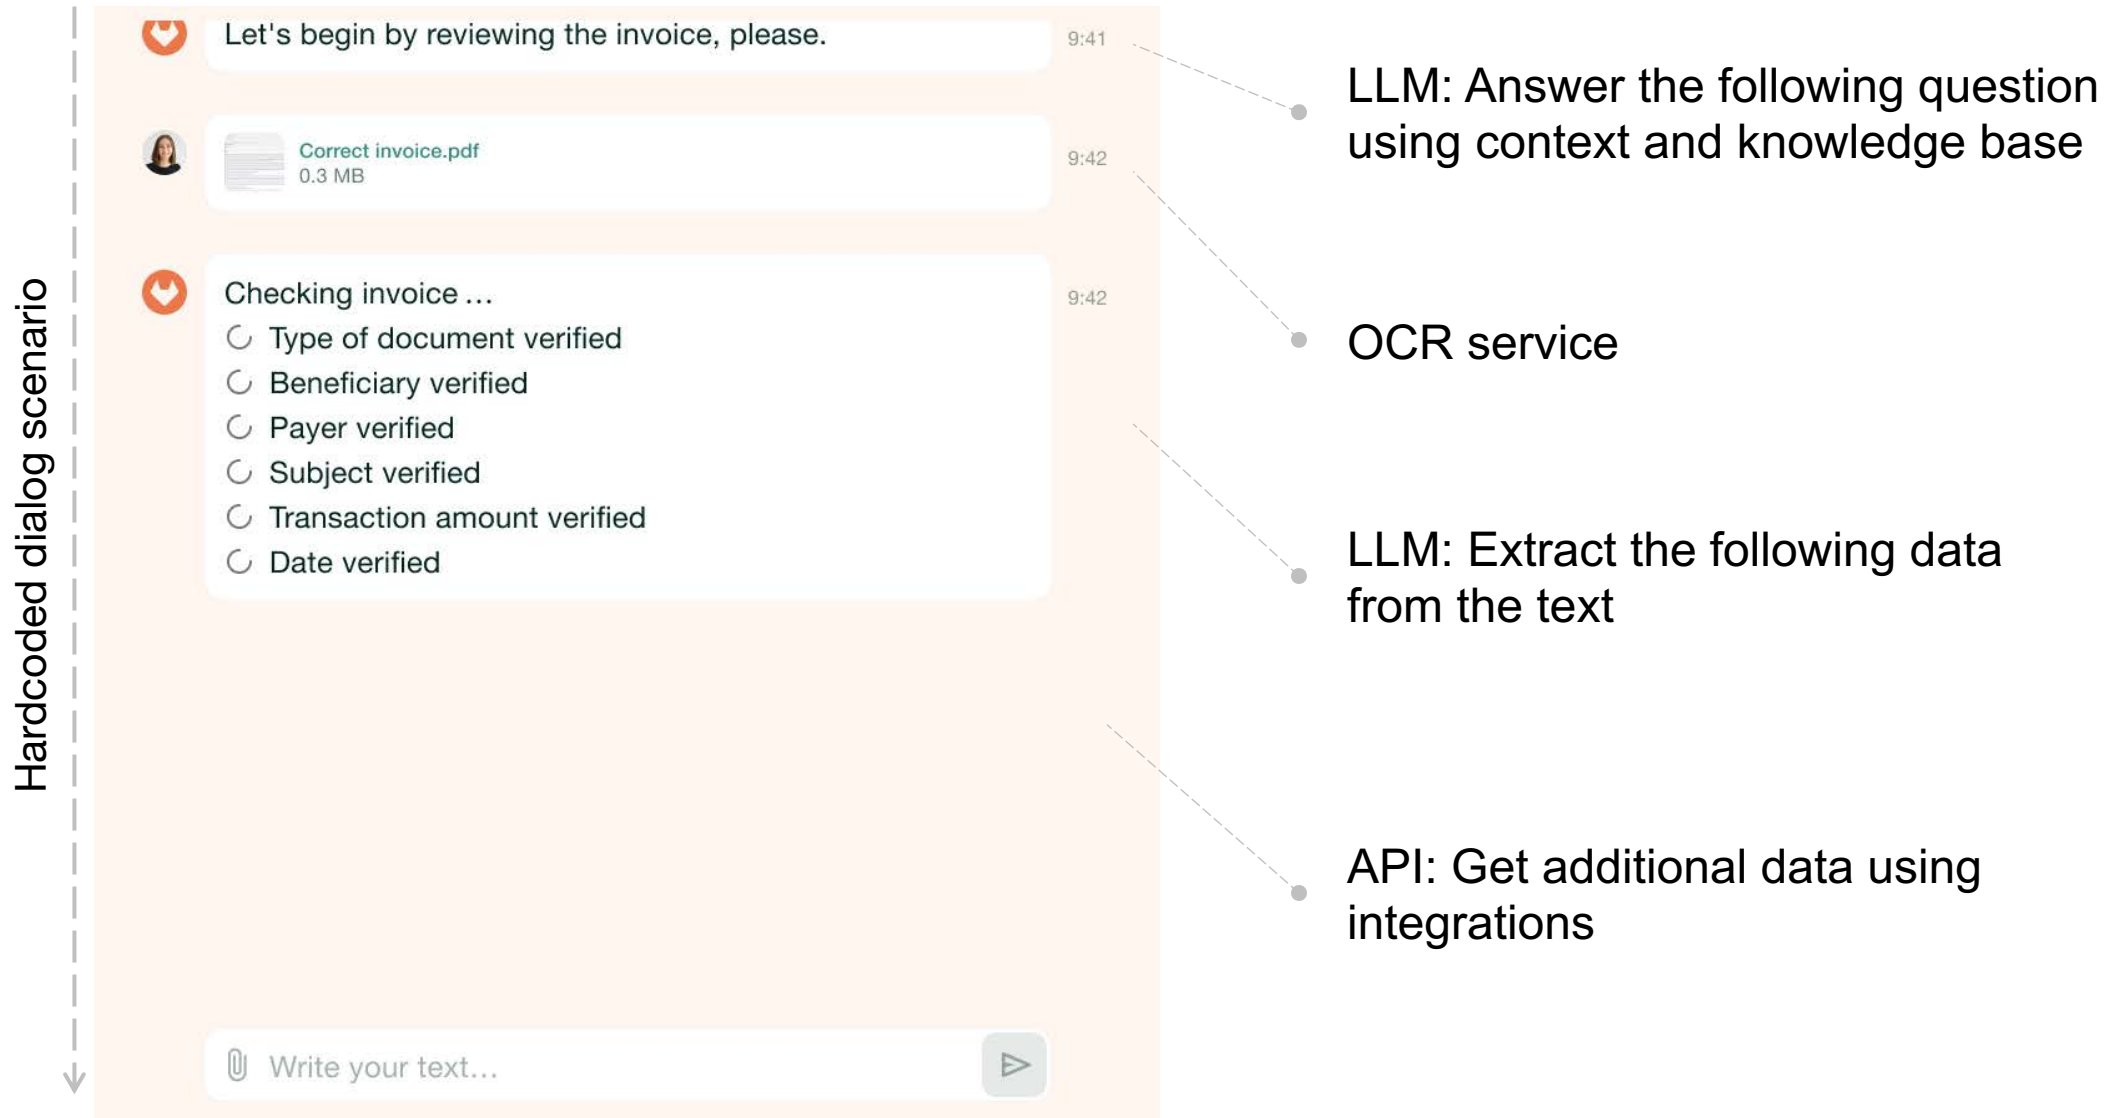 Hardcoded dialog scenario
Let's begin by reviewing the invoice, please.
9:41
Correct invoice.pdf
0.3 MB
9:42
Checking invoice ...
9:42
Type of document verified
Beneficiary verified
Payer verified
Subject verified
Transaction amount verified
Date verified
Write your text...
LLM: Answer the following question
using context and knowledge base
OCR service
LLM: Extract the following data
from the text
API: Get additional data using
integrations